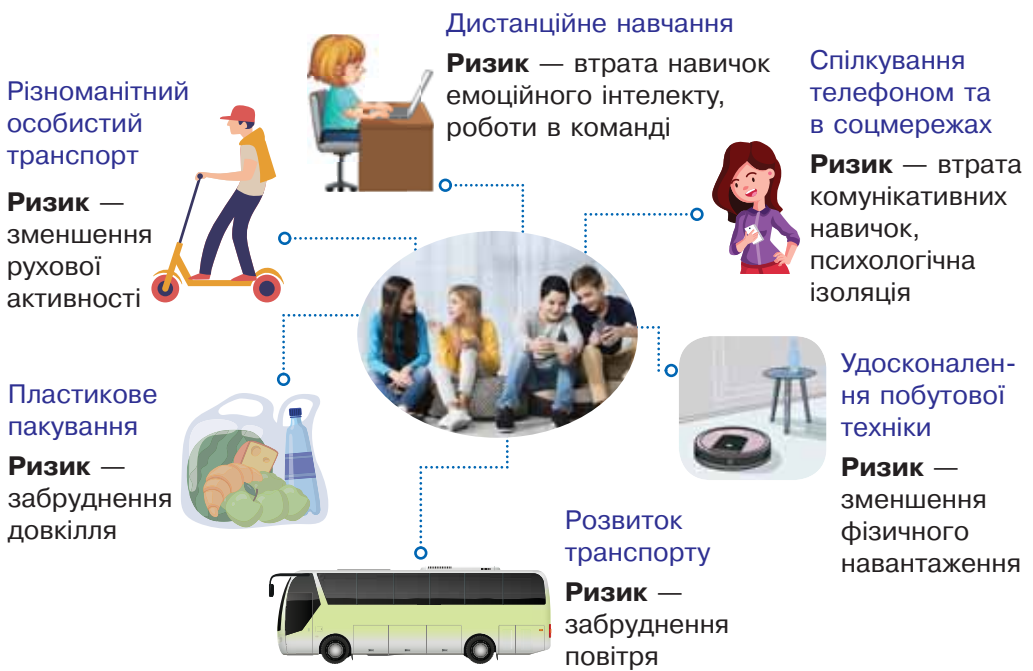 Дистанційне навчання
Ризик — втрата навичок
емоційного інтелекту,
роботи в команді
Спілкування
телефоном та
в соцмережах
Ризик — втрата
комунікативних
навичок,
психологічна
ізоляція
Різноманітний
особистий
транспорт
Ризик —
зменшення
рухової
активності
Пластикове
пакування
Ризик —
забруднення
довкілля
Удосконален-
ня побутової
техніки
Ризик —
зменшення
фізичного
навантаження
Розвиток
транспорту
Ризик —
забруднення
повітря